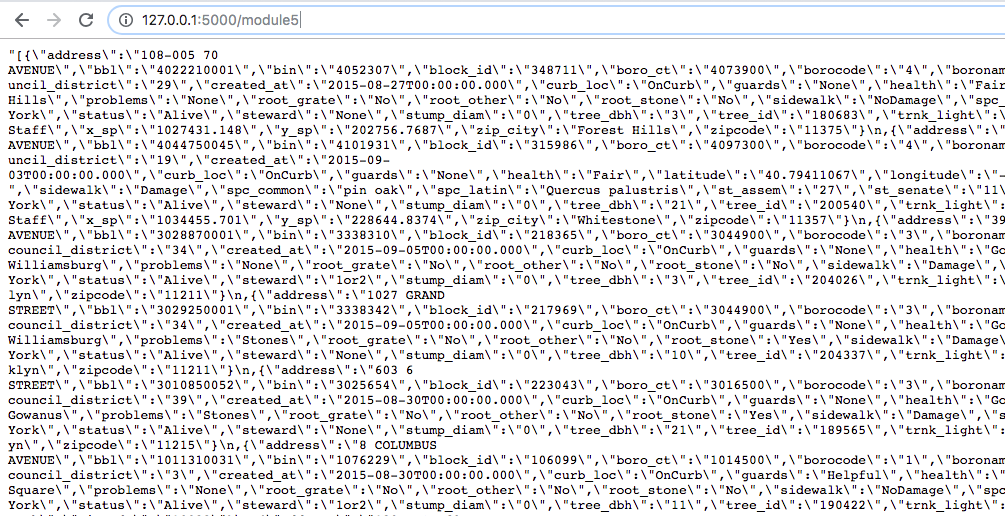 127.0.0.1:5000/module5
"[{\"address\":\"108-005 70
AVENUE\",\"bbl\":\"4022210001\",\"bin\":\"4052307\",\"block_id\":\"348711\",\"boro_ct\":\"4073900\",\"borocode\":\"4\",\"boronam
uncil_district\":\"29\",\"created_at\":\"2015-08-27T00:00:00.000\",\"curb_loc\":\"OnCurb\",\"guards\":\"None\",\"health\":\"Fair
Hills\",\"problems\":\"None\",\"root_grate\":\"No\",\"root_other\":\"No\",\"root_stone\":\"No\",\"sidewalk\":\"NoDamage\",\"spc_
York\",\"status\":\"Alive\",\"steward\":\"None\",\"stump_diam\":\"0\",\"tree_dbh\":\"3\",\"tree_id\":\"180683\",\"trnk_light\"
Staff\",\"x_sp\":\"1027431.148\",\"y_sp\":\"202756.7687\",\"zip_city\":\"Forest Hills\",\"zipcode\":\"11375\"}\n,{\"address\":\
AVENUE\",\"bbl\":\"4044750045\",\"bin\":\"4101931\",\"block_id\":\"315986\",\"boro_ct\":\"4097300\",\"borocode\":\"4\",\"boronam
uncil_district\":\"19\",\"created_at\":\"2015-09-
03T00:00:00.000\",\"curb_loc\":\"OnCurb\",\"guards\":\"None\",\"health\":\"Fair\",\"latitude\":\"40.79411067\",\"longitude\":\"-
\",\"sidewalk\":\"Damage\",\"spc_common\":\"pin oak\",\"spc_latin\":\"Quercus palustris\",\"st_assem\":\"27\",\"st_senate\":\"11
York\",\"status\":\"Alive\",\"steward\":\"None\",\"stump_diam\":\"0\",\"tree_dbh\":\"21\",\"tree_id\":\"200540\",\"trnk_light\":
Staff\",\"x_sp\":\"1034455.701\",\"y_sp\":\"228644.8374\",\"zip_city\":\"Whitestone\",\"zipcode\":\"11357\"}\n,{\"address\":\"39
AVENUE\",\"bbl\":\"3028870001\",\"bin\":\"3338310\",\"block_id\":\"218365\",\"boro_ct\":\"3044900\",\"borocode\":\"3\",\"boronam
council_district\":\"34\",\"created_at\":\"2015-09-05T00:00:00.000\",\"curb_loc\":\"OnCurb\",\"guards\":\"None\",\"health\":\"Go
Williamsburg\",\"problems\":\"None\",\"root_grate\":\"No\",\"root_other\":\"No\",\"root_stone\":\"No\",\"sidewalk\":\"Damage\",\
York\",\"status\":\"Alive\",\"steward\":\"1or2\",\"stump_diam\":\"0\",\"tree_dbh\":\"3\",\"tree_id\":\"204026\",\"trnk_light\":\
lyn\",\"zipcode\":\"11211\"}\n,{\"address\":\"1027 GRAND
STREET\",\"bbl\":\"3029250001\",\"bin\":\"3338342\",\"block_id\":\"217969\",\"boro_ct\":\"3044900\",\"borocode\":\"3\",\"boronam
council_district\":\"34\",\"created_at\":\"2015-09-05T00:00:00.000\",\"curb_loc\":\"OnCurb\",\"guards\":\"None\",\"health\":\"Go
Williamsburg\",\"problems\":\"Stones\",\"root_grate\":\"No\",\"root_other\":\"No\",\"root_stone\":\"Yes\",\"sidewalk\":\"Damage
York\",\"status\":\"Alive\",\"steward\":\"None\",\"stump_diam\":\"0\",\"tree_dbh\":\"10\",\"tree_id\":\"204337\",\"trnk_light\":
klyn\",\"zipcode\":\"11211\"}\n,{\"address\":\"603 6
STREET\",\"bbl\":\"3010850052\",\"bin\":\"3025654\",\"block_id\":\"223043\",\"boro_ct\":\"3016500\",\"borocode\":\"3\",\"boronam
council_district\":\"39\",\"created_at\":\"2015-08-30T00:00:00.000\",\"curb_loc\":\"OnCurb\",\"guards\":\"None\",\"health\":\"Go
Gowanus\",\"problems\":\"Stones\",\"root_grate\":\"No\",\"root_other\":\"No\",\"root_stone\":\"Yes\",\"sidewalk\":\"Damage\",\"s
York\",\"status\":\"Alive\",\"steward\":\"None\",\"stump_diam\":\"0\",\"tree_dbh\":\"21\",\"tree_id\":\"189565\",\"trnk_light\":
yn\",\"zipcode\":\"11215\"}\n,{\"address\":\"8 COLUMBUS
AVENUE\",\"bbl\":\"1011310031\",\"bin\":\"1076229\",\"block_id\":\"106099\",\"boro_ct\":\"1014500\",\"borocode\":\"1\",\"boronam
council_district\":\"3\",\"created_at\":\"2015-08-30T00:00:00.000\",\"curb_loc\":\"OnCurb\",\"guards\":\"Helpful\",\"health\":\"
Square\",\"problems\":\"None\",\"root_grate\":\"No\",\"root_other\":\"No\",\"root_stone\":\"No\",\"sidewalk\":\"NoDamage\",\"spc
York\",\"status\":\"Alive\",\"steward\":\"1or2\",\"stump_diam\":\"0\",\"tree_dbh\":\"11\",\"tree_id\":\"190422\",\"trnk_light\":